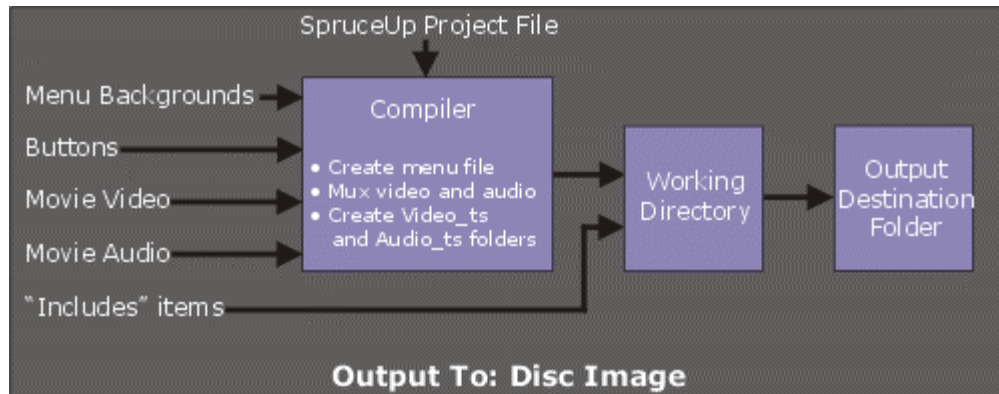 SpruceUp Project File
Menu Backgrounds
Buttons
Movie Video
Movie Audio
“Includes” items
Compiler
• Create menu file
• Mux video and audio
• Create Video_ts
and Audio_ts folders
Working
Directory
Output
Destination
Folder
Output To: Disc Image